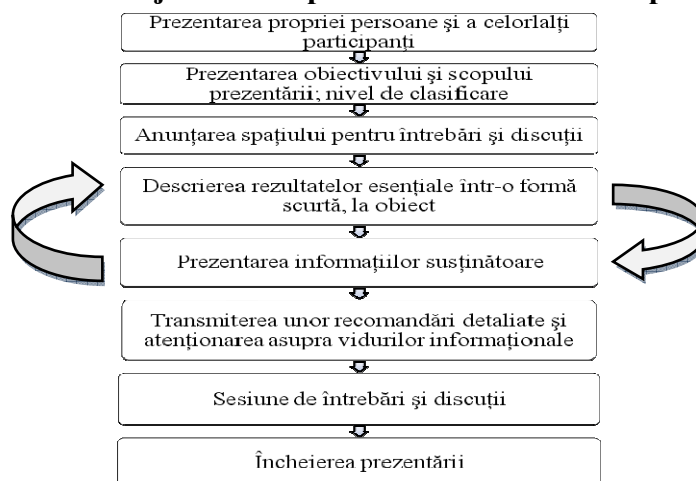 Prezentarea propriei persoane şi a celorlalţi
participanţi
Prezentarea obiectivului şi scopului
prezentării; nivel de clasificare
Anunţarea spaţiului pentru întrebări şi discuţii
Descrierea rezultatelor esenţiale într-o formă
scurtă, la obiect
Prezentarea informaţiilor susţinătoare
Transmiterea unor recomandări detaliate şi
atenţionarea asupra vidurilor informaţionale
Sesiune de întrebări şi discuţii
Încheierea prezentării